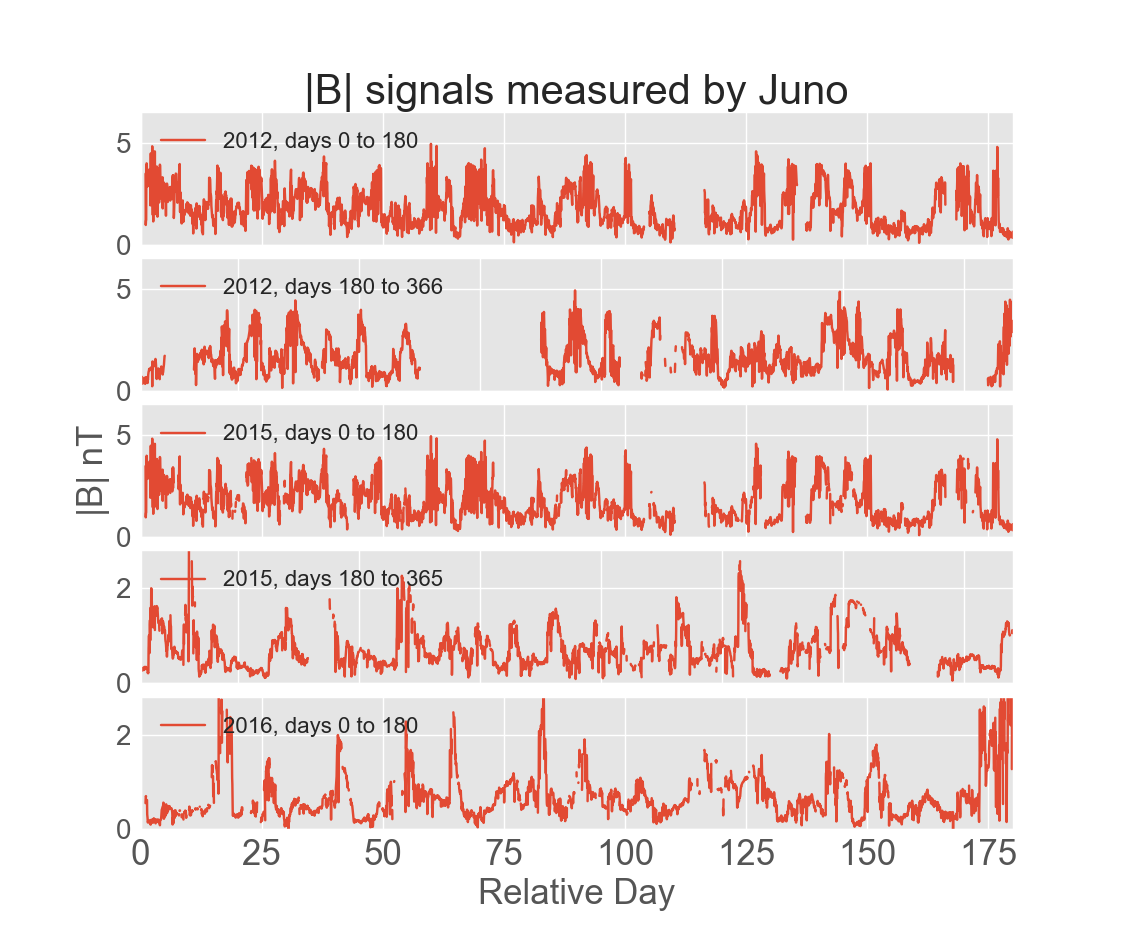 |B| signals measured by Juno
5
2012, days 0 to 180
0
5
2012, days 180 to 366
0
|B| nT
5
2015, days 0 to 180
0
2
2015, days 180 to 365
0
2
2016, days 0 to 180
0
0 25 50 75 100 125 150 175
Relative Day